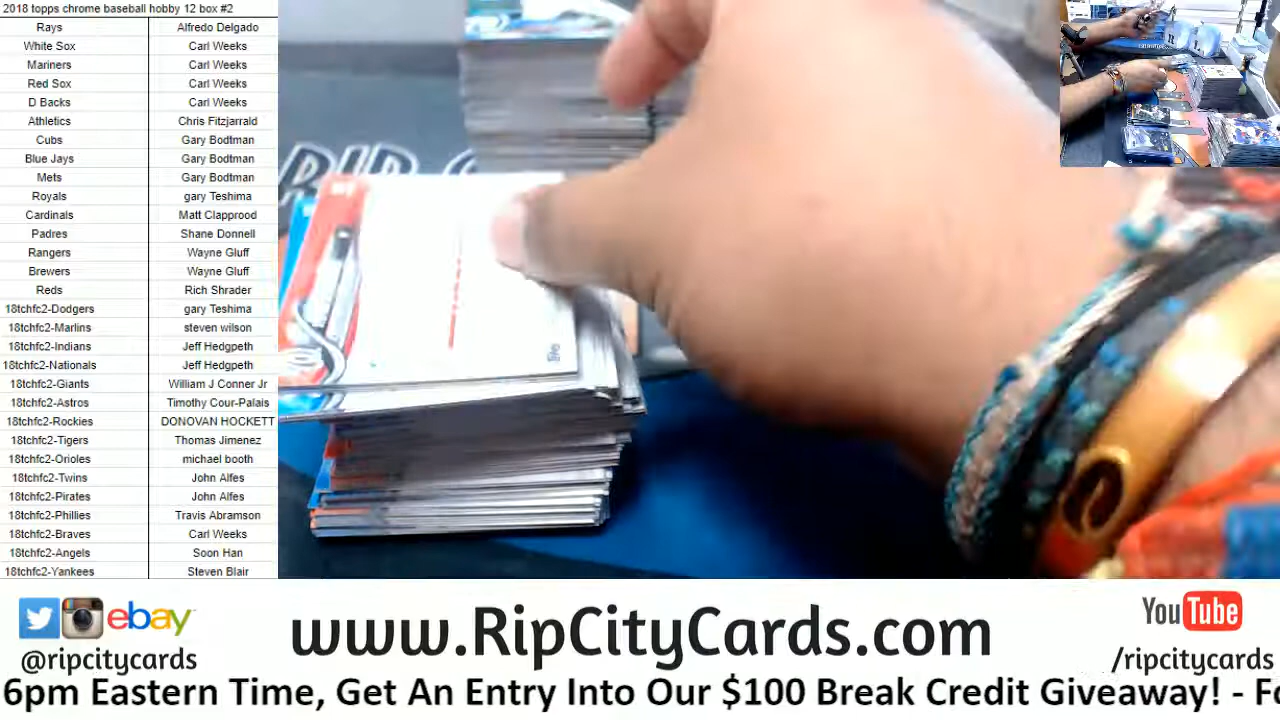 2018 topps chrome baseball hobby 12 box #2
Rays Alfredo Delgado
White Sox Carl Weeks
Mariners Carl Weeks
Red Sox Carl Weeks
D Backs Carl Weeks
Athletics Chris Fitzjarrald
Cubs Gary Bodtman
Blue Jays Gary Bodtman
Mets Gary Bodtman
Royals gary Teshima
Cardinals Matt Clapprood
Padres Shane Donnell
Rangers Wayne Gluff
Brewers Wayne Gluff
Reds Rich Shrader
18tchfc2-Dodgers gary Teshima
18tchfc2-Marlins steven wilson
18tchfc2-Indians Jeff Hedgpeth
18tchfc2-Nationals Jeff Hedgpeth
18tchfc2-Giants William J Conner Jr
18tchfc2-Astros Timothy Cour-Palais
18tchfc2-Rockies DONOVAN HOCKETT
18tchfc2-Tigers Thomas Jimenez
18tchfc2-Orioles michael booth
18tchfc2-Twins John Alfes
18tchfc2-Pirates John Alfes
18tchfc2-Phillies Travis Abramson
18tchfc2-Braves Carl Weeks
18tchfc2-Angels Soon Han
18tchfc2-Yankees Steven Blair
RIP
ebay
@ripcitycards
www.RipCityCards.com
YouTube
/ripcitycards
6pm Eastern Time, Get An Entry Into Our $100 Break Credit Giveaway! - Fo